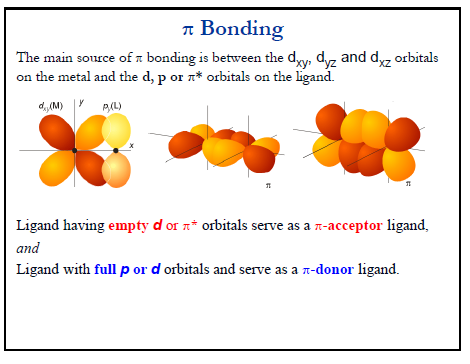 π Bonding
The main source of π bonding is between the dxy, dyz and dxz orbitals
on the metal and the d, p or π* orbitals on the ligand.
dxy(M) y py(L)
x
π
π
Ligand having empty d or π* orbitals serve as a π-acceptor ligand,
and
Ligand with full p or d orbitals and serve as a π-donor ligand.